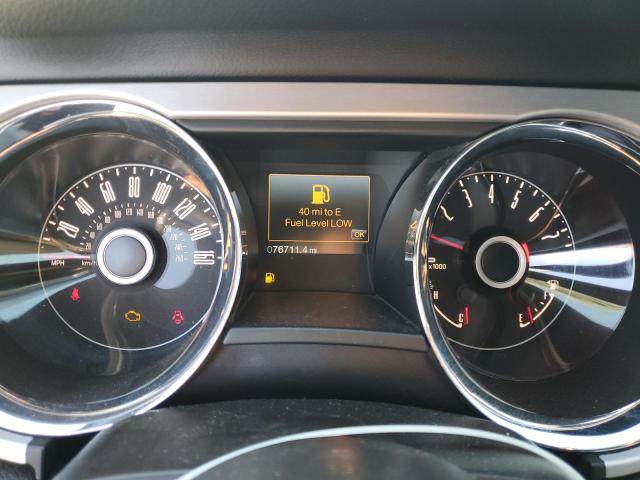 20 40 60 80 100 120 140 160
MPH km/h
40 mi to E
Fuel Level LOW
OK
076711.4 mi
1 2 3 4 5 6 7
x1000
H
C
E